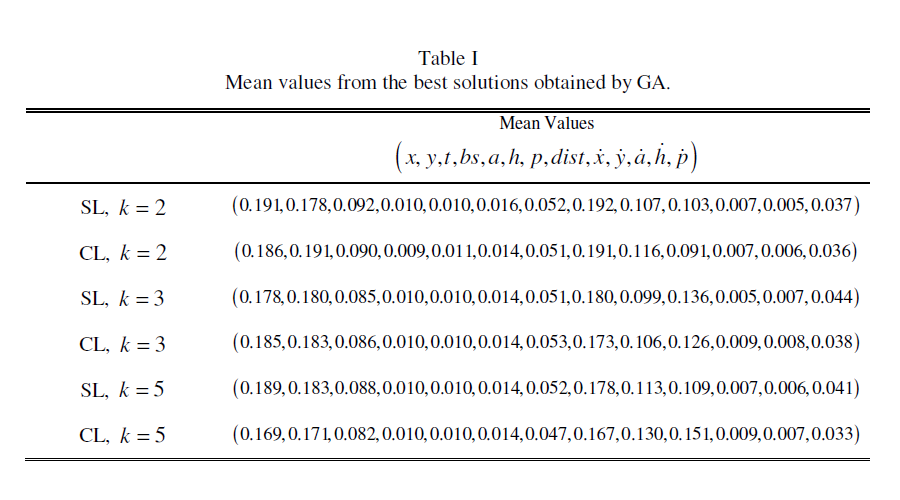 Table I
Mean values from the best solutions obtained by GA.
Mean Values
(x, y,t,bs,a,h, p,dist,ẋ,ẏ,ȧ,ḣ,ṗ)
SL, k = 2 (0.191,0.178,0.092,0.010,0.010,0.016,0.052,0.192,0.107,0.103,0.007,0.005,0.037)
CL, k = 2 (0.186,0.191,0.090,0.009,0.011,0.014,0.051,0.191,0.116,0.091,0.007,0.006,0.036)
SL, k = 3 (0.178,0.180,0.085,0.010,0.010,0.014,0.051,0.180,0.099,0.136,0.005,0.007,0.044)
CL, k = 3 (0.185,0.183,0.086,0.010,0.010,0.014,0.053,0.173,0.106,0.126,0.009,0.008,0.038)
SL, k = 5 (0.189,0.183,0.088,0.010,0.010,0.014,0.052,0.178,0.113,0.109,0.007,0.006,0.041)
CL, k = 5 (0.169,0.171,0.082,0.010,0.010,0.014,0.047,0.167,0.130,0.151,0.009,0.007,0.033)